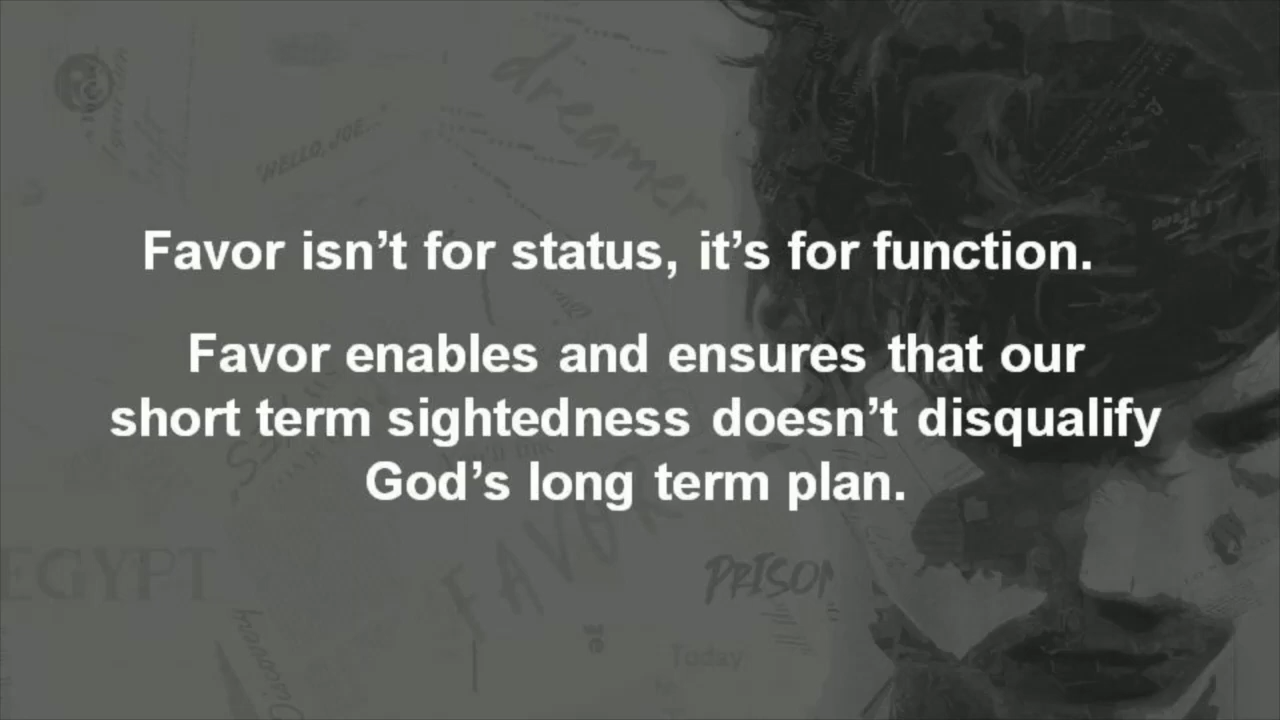 dreamer
"HELLO, JOE...
Favor isn’t for status, it’s for function.
Favor enables and ensures that our
short term sightedness doesn’t disqualify
God’s long term plan.
FAVOR
EGYPT
PRISON
Discovery
Today